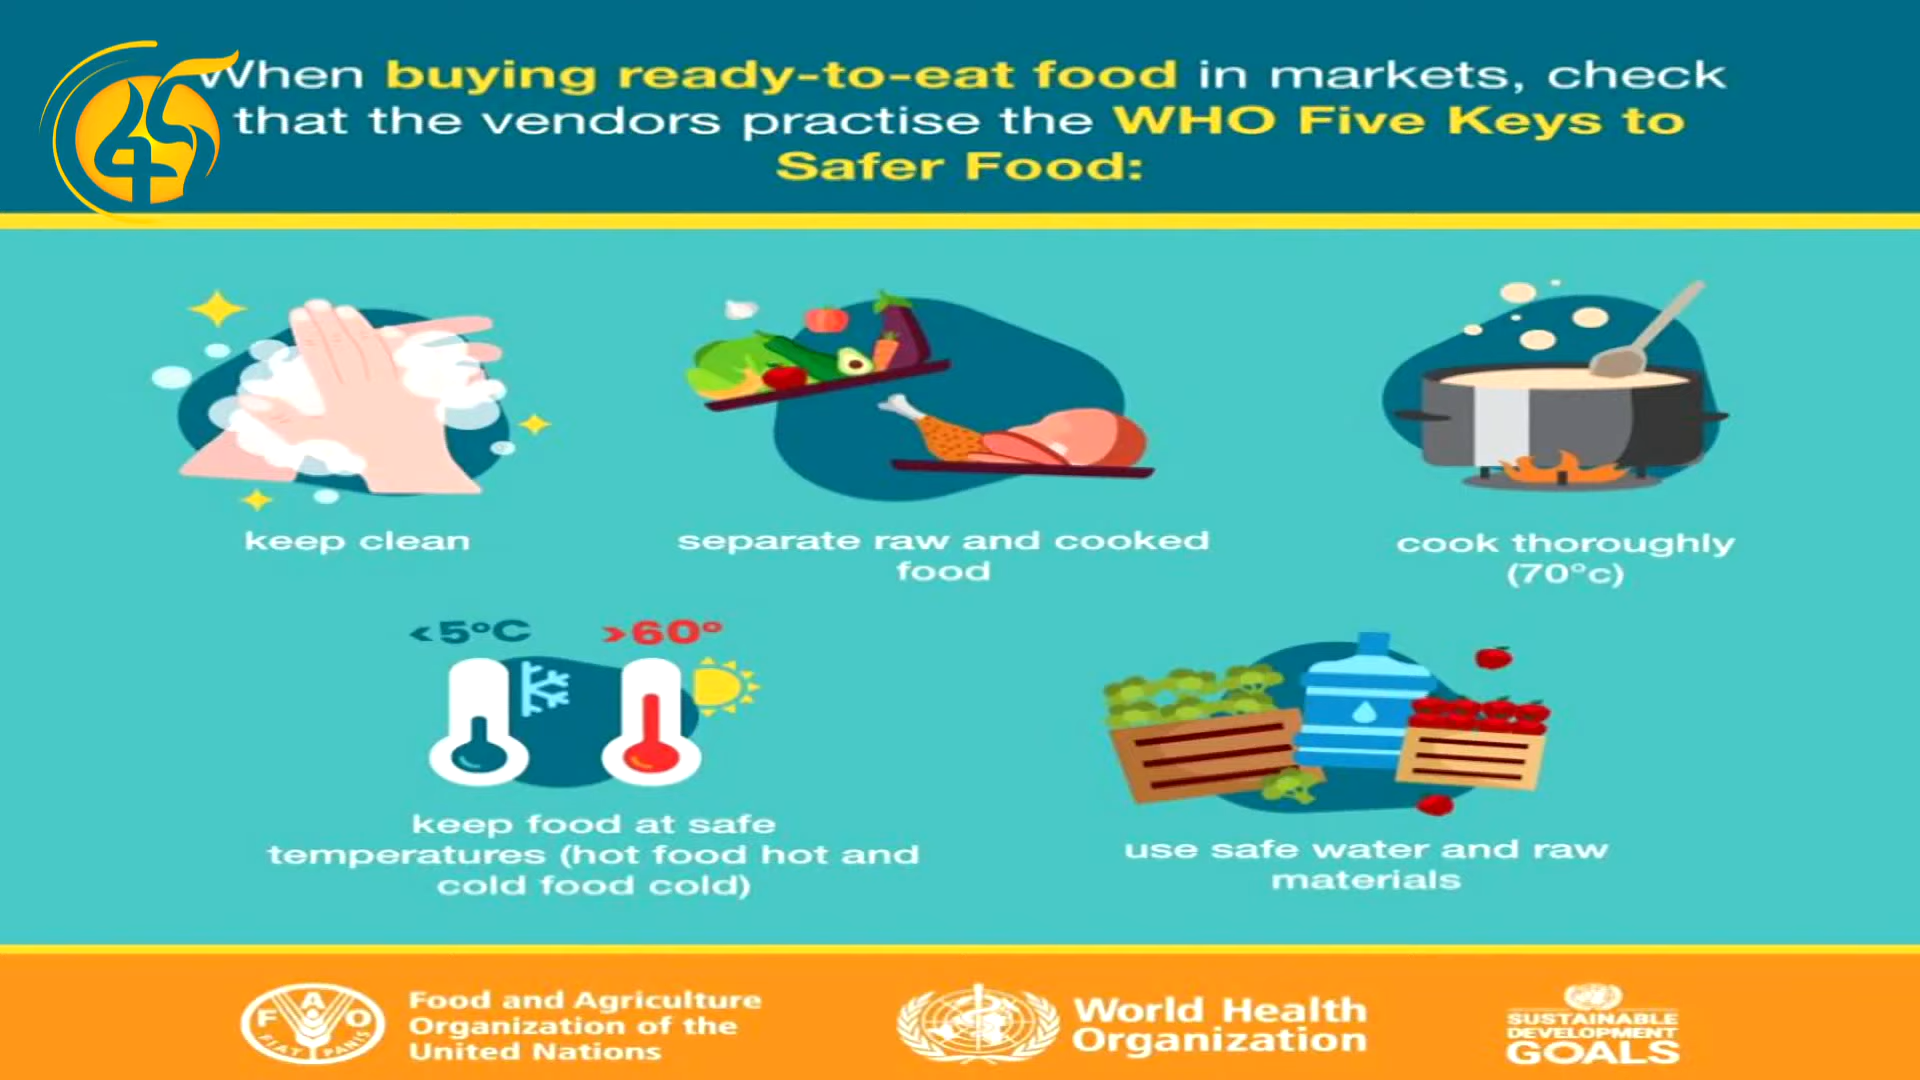 When buying ready-to-eat food in markets, check
that the vendors practise the WHO Five Keys to
Safer Food:
keep clean
separate raw and cooked
food
cook thoroughly
(70°c)
<5°C >60°
keep food at safe
temperatures (hot food hot and
cold food cold)
use safe water and raw
materials
F A O
FIAT PANIS
Food and Agriculture
Organization of the
United Nations
World Health
Organization
SUSTAINABLE
DEVELOPMENT
GOALS